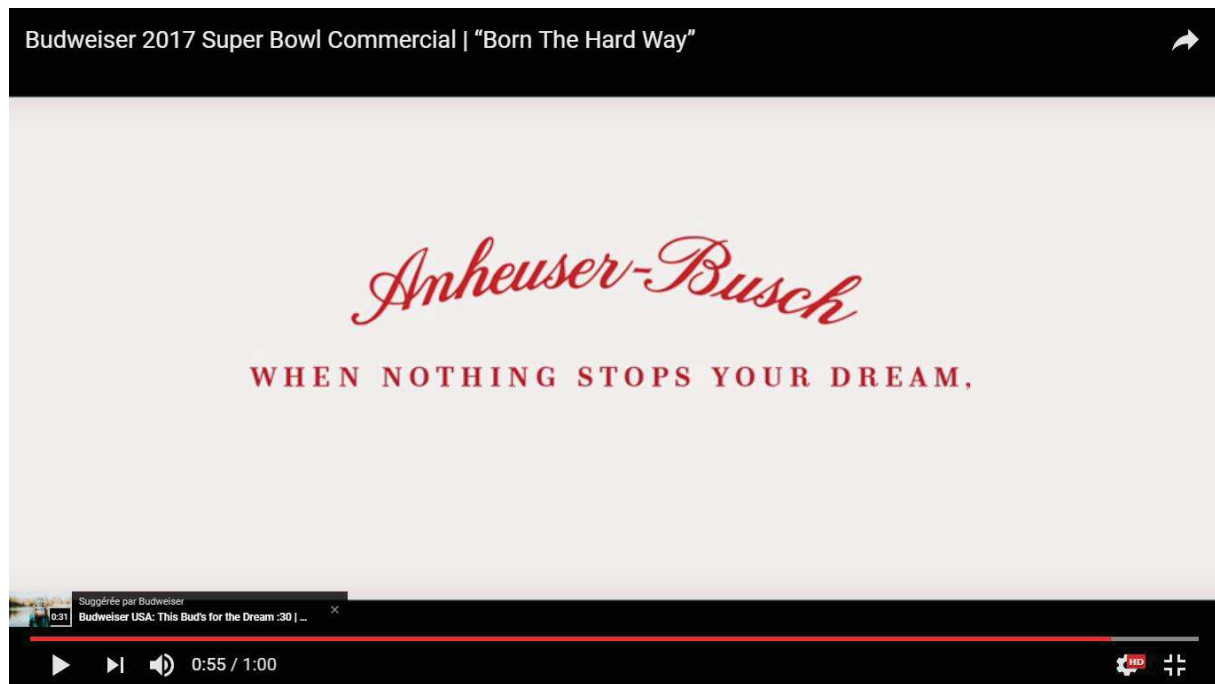 Budweiser 2017 Super Bowl Commercial | “Born The Hard Way”
Anheuser-Busch
WHEN NOTHING STOPS YOUR DREAM,
Suggérée par Budweiser
0:31
Budweiser USA: This Bud's for the Dream :30 | ...
0:55 / 1:00
HD